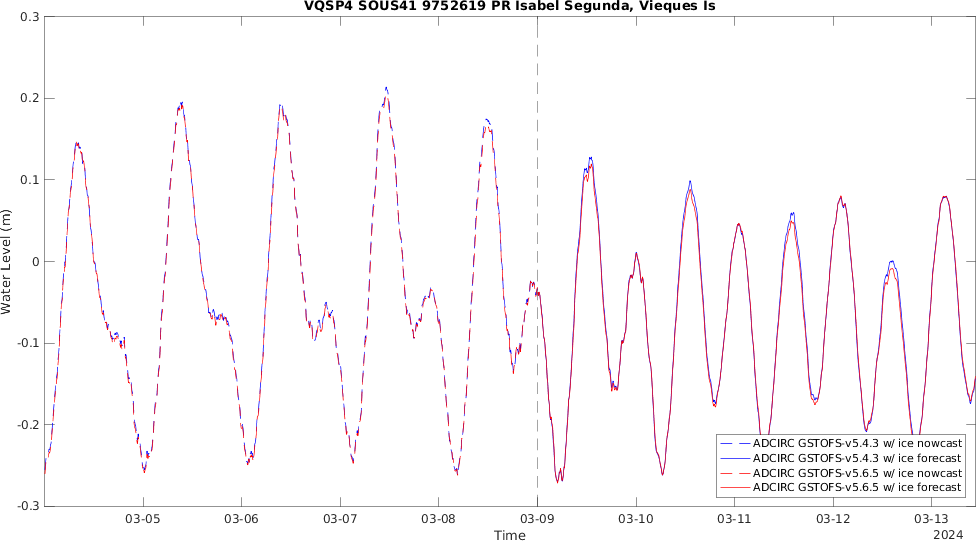 VQSP4 SOUS41 9752619 PR Isabel Segunda, Vieques Is
0.3
0.2
0.1
0
-0.1
-0.2
-0.3
Water Level (m)
ADCIRC GSTOFS-v5.4.3 w/ ice nowcast
ADCIRC GSTOFS-v5.4.3 w/ ice forecast
ADCIRC GSTOFS-v5.6.5 w/ ice nowcast
ADCIRC GSTOFS-v5.6.5 w/ ice forecast
03-05 03-06 03-07 03-08 03-09 03-10 03-11 03-12 03-13
Time
2024